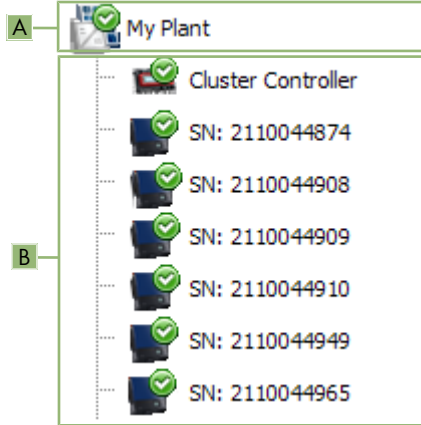 A My Plant
Cluster Controller
SN: 2110044874
SN: 2110044908
SN: 2110044909
B SN: 2110044910
SN: 2110044949
SN: 2110044965